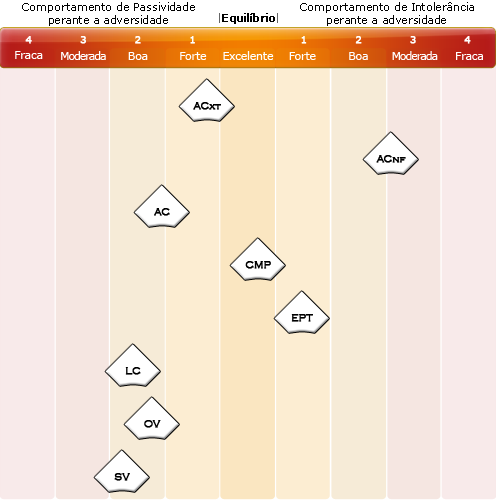 Comportamento de Passividade
perante a adversidade
|Equilíbrio|
Comportamento de Intolerância
perante a adversidade
4 3 2 1 1 2 3 4
Fraca Moderada Boa Forte Excelente Forte Boa Moderada Fraca
ACXT
ACNF
AC
CMP
EPT
LC
OV
SV